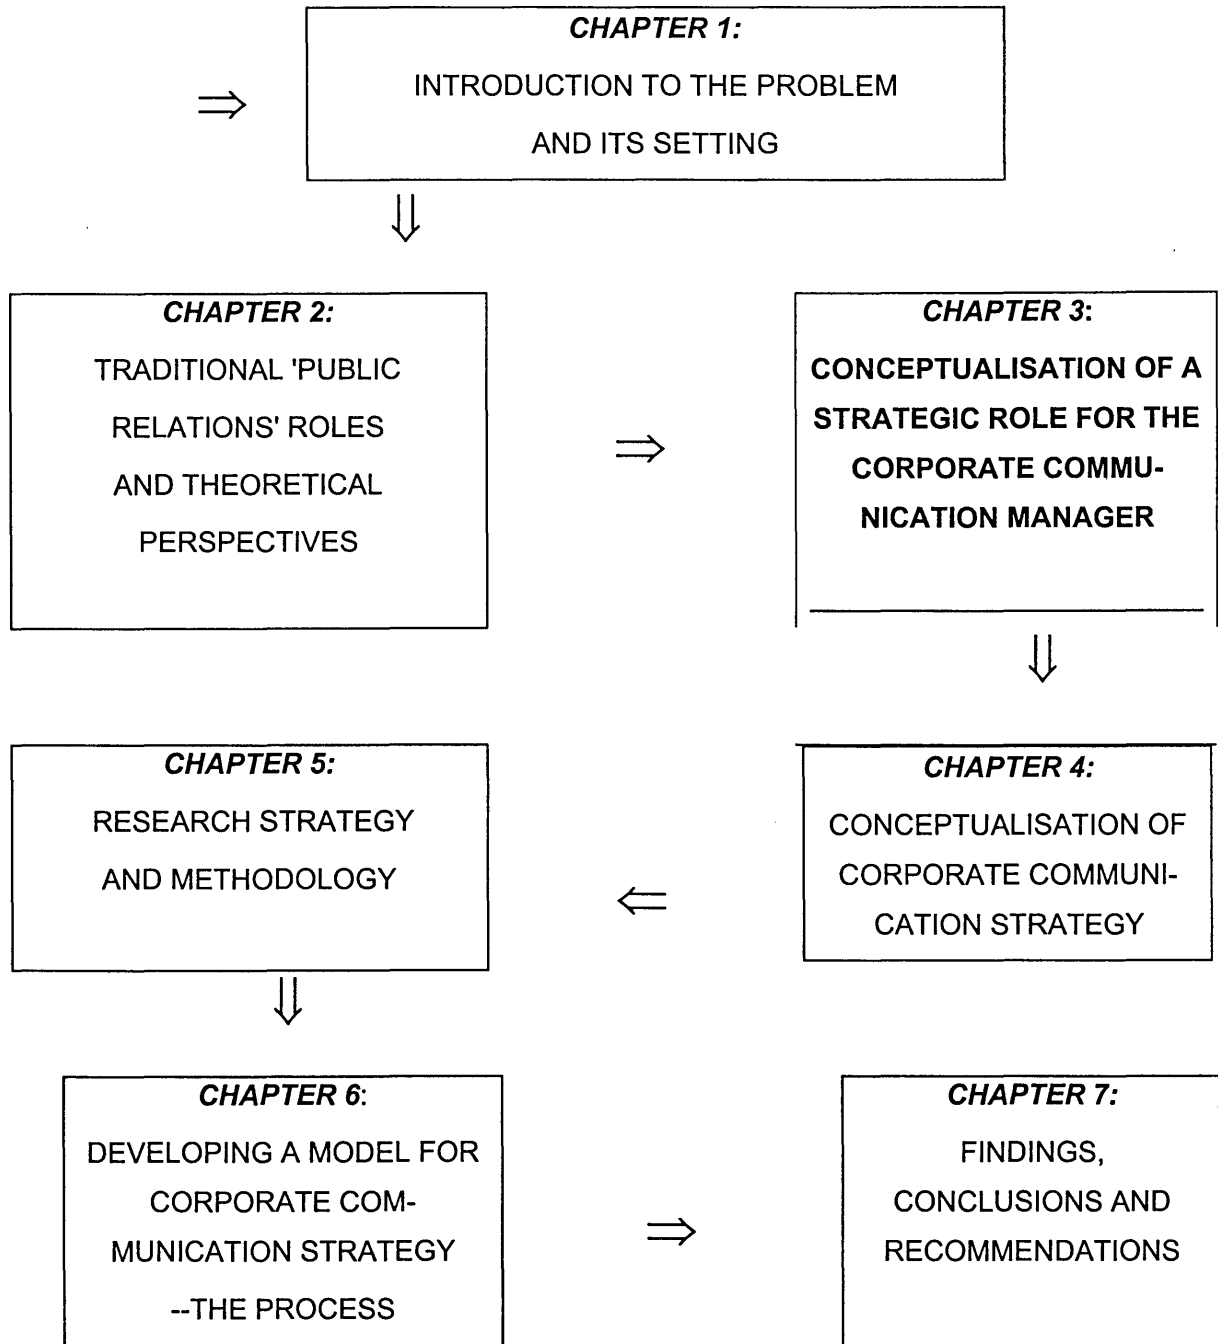 CHAPTER 1:
INTRODUCTION TO THE PROBLEM
AND ITS SETTING
CHAPTER 2:
TRADITIONAL 'PUBLIC
RELATIONS' ROLES
AND THEORETICAL
PERSPECTIVES
CHAPTER 3:
CONCEPTUALISATION OF A
STRATEGIC ROLE FOR THE
CORPORATE COMMU-
NICATION MANAGER
CHAPTER 4:
CONCEPTUALISATION OF
CORPORATE COMMUNI-
CATION STRATEGY
CHAPTER 5:
RESEARCH STRATEGY
AND METHODOLOGY
CHAPTER 6:
DEVELOPING A MODEL FOR
CORPORATE COM-
MUNICATION STRATEGY
--THE PROCESS
CHAPTER 7:
FINDINGS,
CONCLUSIONS AND
RECOMMENDATIONS